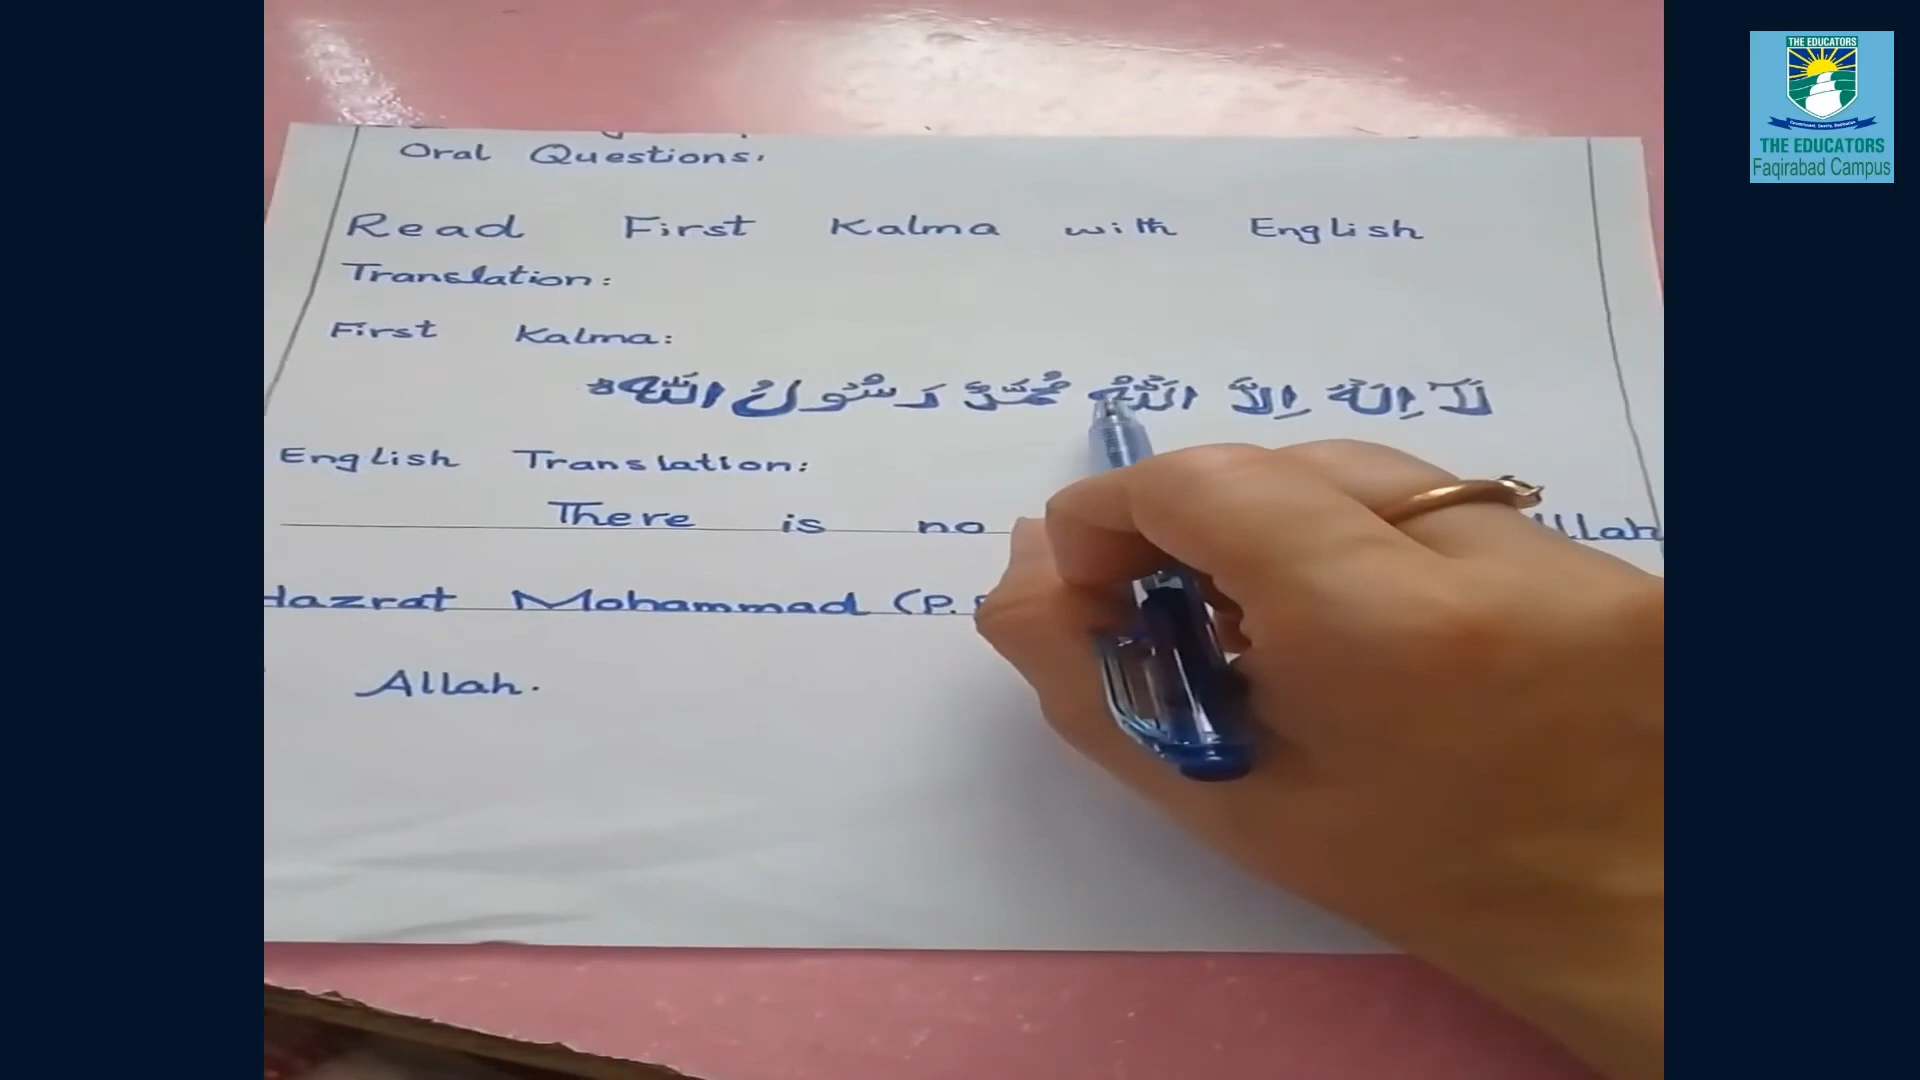 Oral Questions.
Read First Kalma with English
Translation:
First Kalma:
لَآ اِلٰهَ اِلَّا اللّٰهُ مُحَمَّدٌ رَسُوْلُ اللّٰهِ
English Translation:
There is no llah
Hazrat Mohammad (P.
Allah.
THE EDUCATORS
THE EDUCATORS
Faqirabad Campus